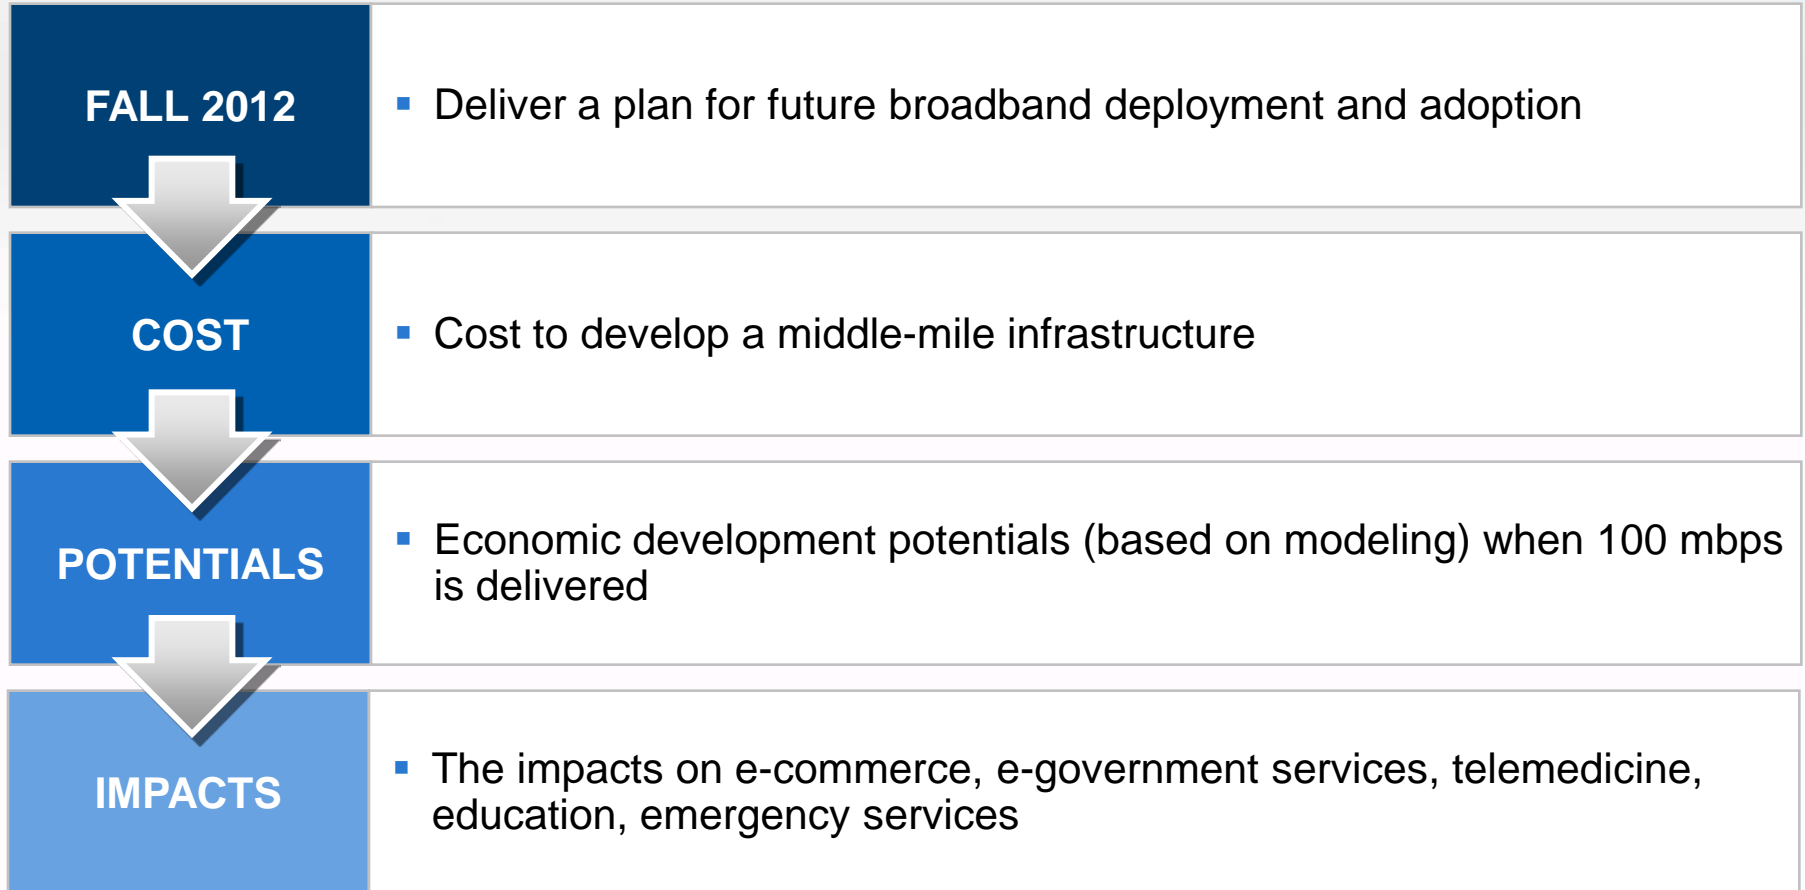 FALL 2012
▪ Deliver a plan for future broadband deployment and adoption
COST
▪ Cost to develop a middle-mile infrastructure
POTENTIALS
▪ Economic development potentials (based on modeling) when 100 mbps
is delivered
IMPACTS
▪ The impacts on e-commerce, e-government services, telemedicine,
education, emergency services